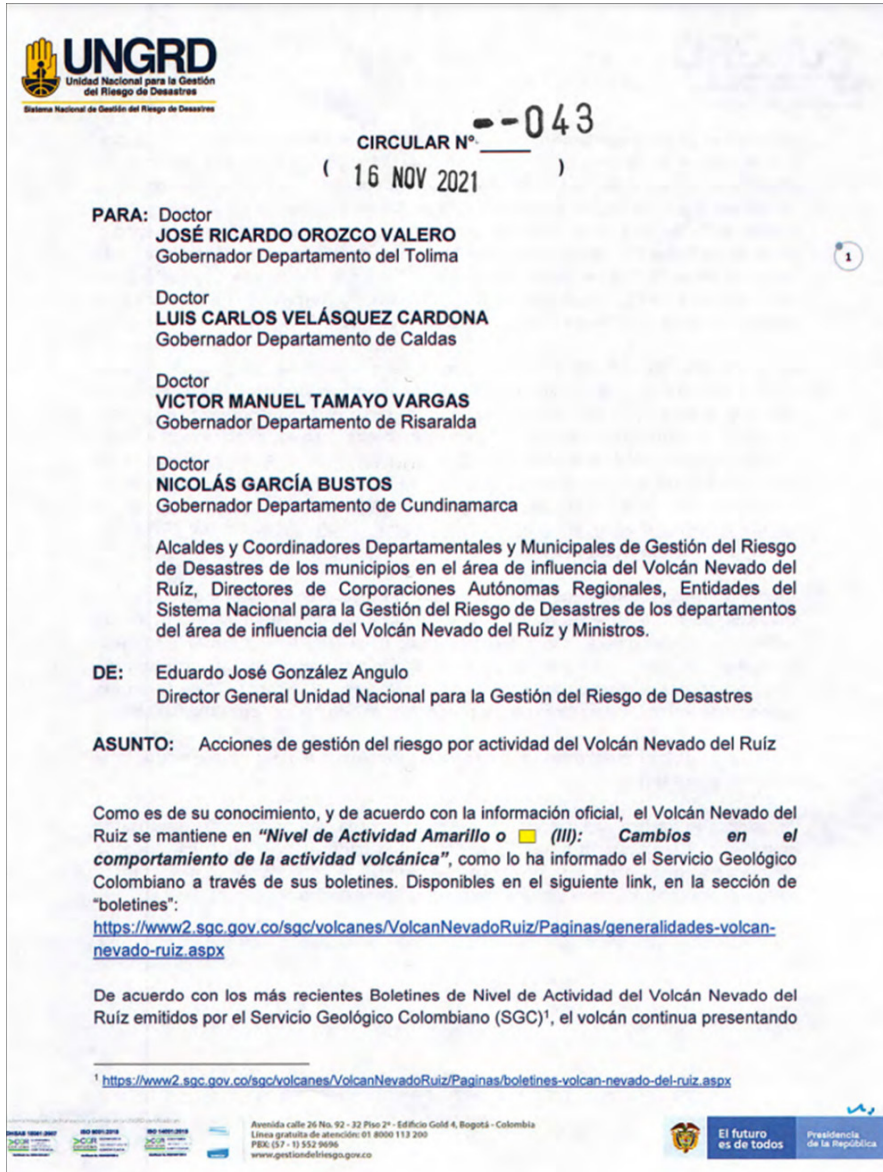 UNGRD
Unidad Nacional para la Gestión
del Riesgo de Desastres
Sistema Nacional de Gestión del Riesgo de Desastres
CIRCULAR Nº --043
( 16 NOV 2021 )
PARA: Doctor
JOSÉ RICARDO OROZCO VALERO
Gobernador Departamento del Tolima
1
Doctor
LUIS CARLOS VELÁSQUEZ CARDONA
Gobernador Departamento de Caldas
Doctor
VICTOR MANUEL TAMAYO VARGAS
Gobernador Departamento de Risaralda
Doctor
NICOLÁS GARCÍA BUSTOS
Gobernador Departamento de Cundinamarca
Alcaldes y Coordinadores Departamentales y Municipales de Gestión del Riesgo
de Desastres de los municipios en el área de influencia del Volcán Nevado del
Ruíz, Directores de Corporaciones Autónomas Regionales, Entidades del
Sistema Nacional para la Gestión del Riesgo de Desastres de los departamentos
del área de influencia del Volcán Nevado del Ruíz y Ministros.
DE: Eduardo José González Angulo
Director General Unidad Nacional para la Gestión del Riesgo de Desastres
ASUNTO: Acciones de gestión del riesgo por actividad del Volcán Nevado del Ruíz
Como es de su conocimiento, y de acuerdo con la información oficial, el Volcán Nevado del
Ruiz se mantiene en "Nivel de Actividad Amarillo o (III): Cambios en el
comportamiento de la actividad volcánica", como lo ha informado el Servicio Geológico
Colombiano a través de sus boletines. Disponibles en el siguiente link, en la sección de
"boletines":
https://www2.sgc.gov.co/sgc/volcanes/VolcanNevadoRuiz/Paginas/generalidades-volcan-
nevado-ruiz.aspx
De acuerdo con los más recientes Boletines de Nivel de Actividad del Volcán Nevado del
Ruíz emitidos por el Servicio Geológico Colombiano (SGC)¹, el volcán continua presentando
¹ https://www2.sgc.gov.co/sgc/volcanes/VolcanNevadoRuiz/Paginas/boletines-volcan-nevado-del-ruiz.aspx
Avenida calle 26 No. 92 - 32 Piso 2º - Edificio Gold 4, Bogotá - Colombia
Línea gratuita de atención: 01 8000 113 200
PBX: (57 - 1) 552 9696
www.gestiondelriesgo.gov.co
El futuro
es de todos
Presidencia
de la República